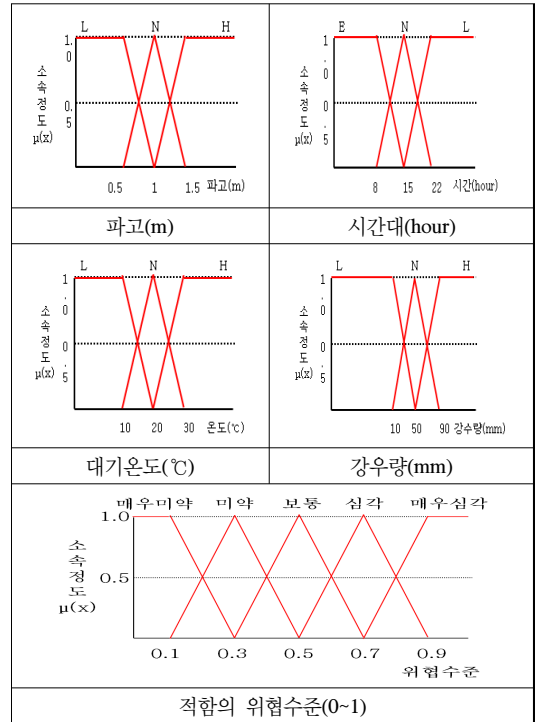 L N H
1.0
소속정도 μ(x)
0.5
0.5 1 1.5 파고(m)
파고(m)
E N L
1.0
소속정도 μ(x)
.5
8 15 22 시간(hour)
시간대(hour)
L N H
1.0
소속정도 μ(x)
0.5
10 20 30 온도(℃)
대기온도(℃)
L N H
1.0
소속정도 μ(x)
0.5
10 50 90 강수량(mm)
강우량(mm)
매우미약 미약 보통 심각 매우심각
1.0
소속정도 μ(x)
0.5
0.1 0.3 0.5 0.7 0.9
위협수준
적함의 위협수준(0~1)